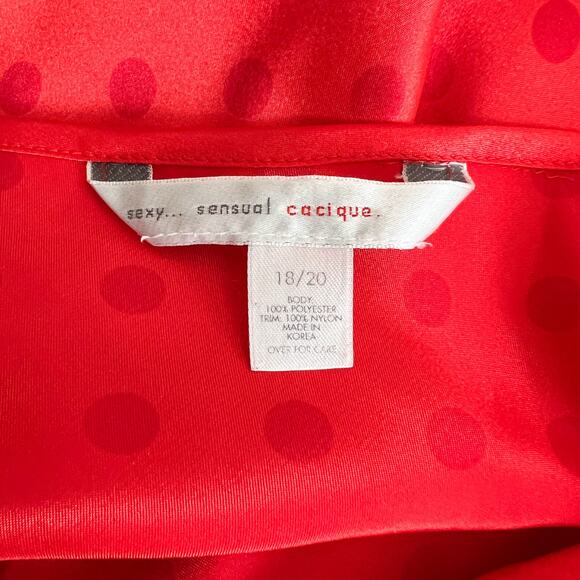 sexy... sensual cacique.
18/20
BODY:
100% POLYESTER
TRIM: 100% NYLON
MADE IN
KOREA
OVER FOR CARE